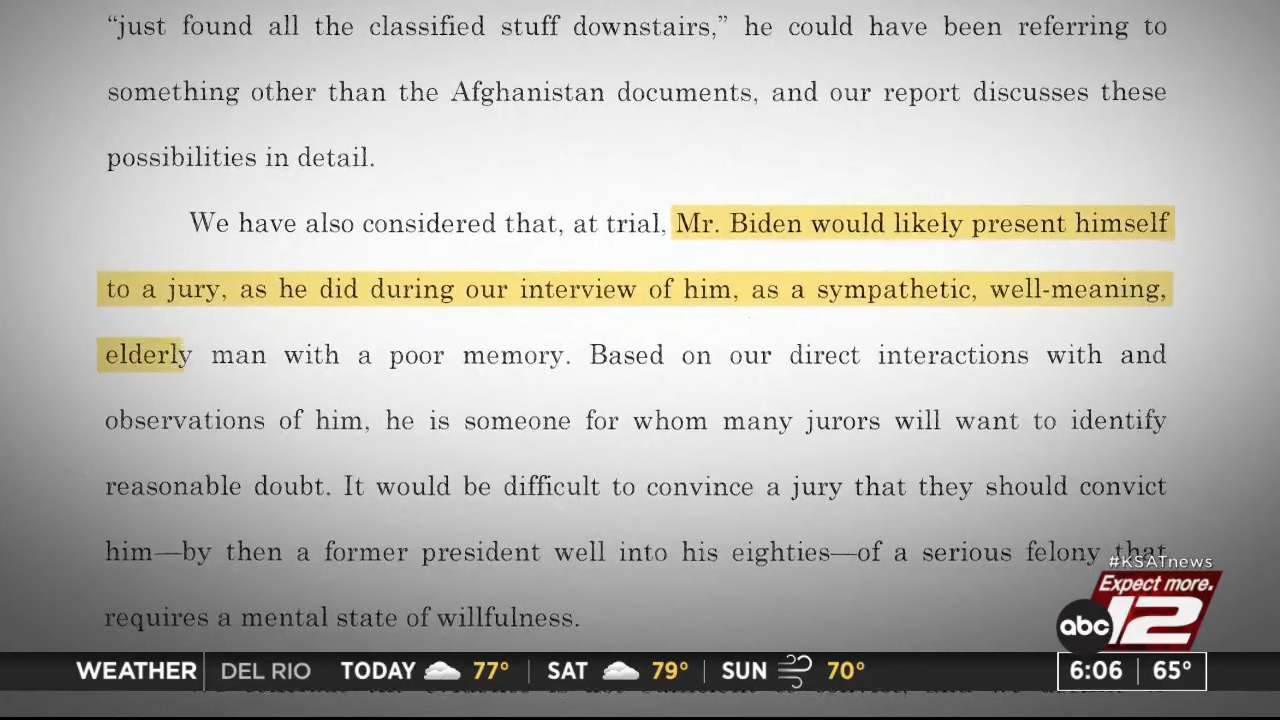 “just found all the classified stuff downstairs,” he could have been referring to
something other than the Afghanistan documents, and our report discusses these
possibilities in detail.
We have also considered that, at trial, Mr. Biden would likely present himself
to a jury, as he did during our interview of him, as a sympathetic, well-meaning,
elderly man with a poor memory. Based on our direct interactions with and
observations of him, he is someone for whom many jurors will want to identify
reasonable doubt. It would be difficult to convince a jury that they should convict
him—by then a former president well into his eighties—of a serious felony that
requires a mental state of willfulness.
#KSATnews
Expect more.
abc 12
WEATHER DEL RIO TODAY 77° SAT 79° SUN 70° 6:06 65°